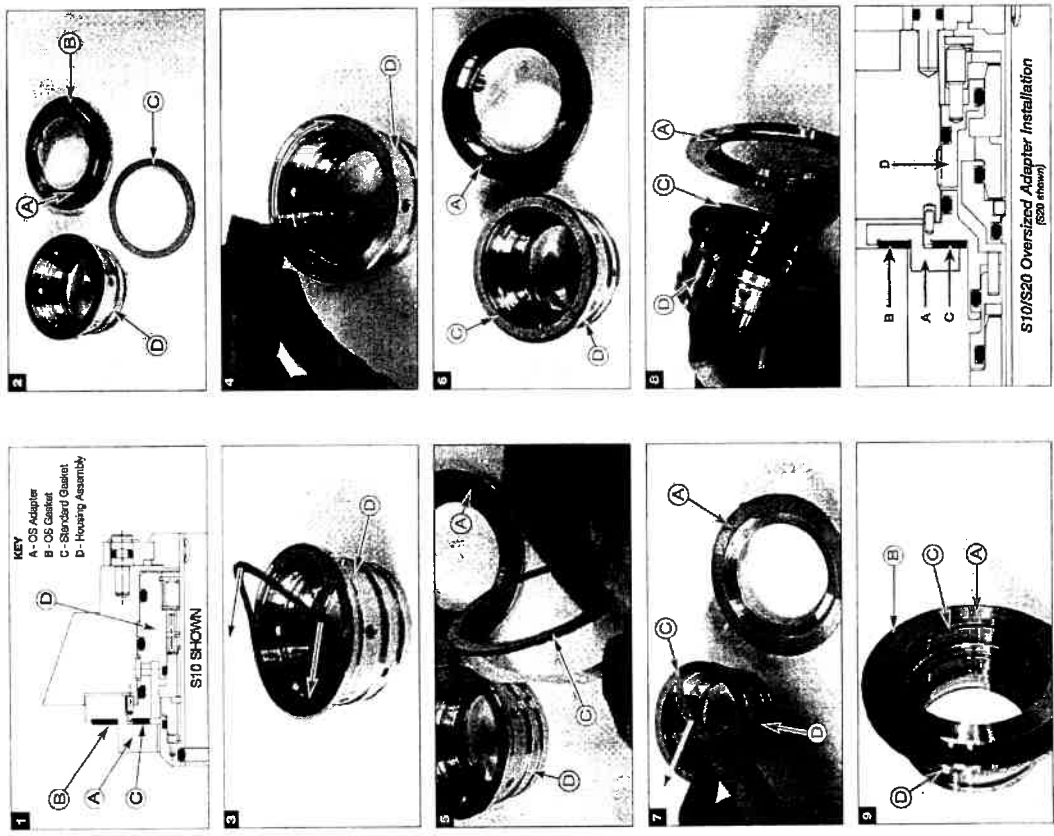 1
KEY
A - OS Adapter
B - OS Gasket
C - Standard Gasket
D - Housing Assembly
B
A
C
D
S10 SHOWN
2
A
B
C
D
3
D
4
D
5
A
C
D
6
A
C
D
7
C
A
D
8
D
C
A
9
B
C
A
D
B
A
C
D
S10/S20 Oversized Adapter Installation
(S20 shown)